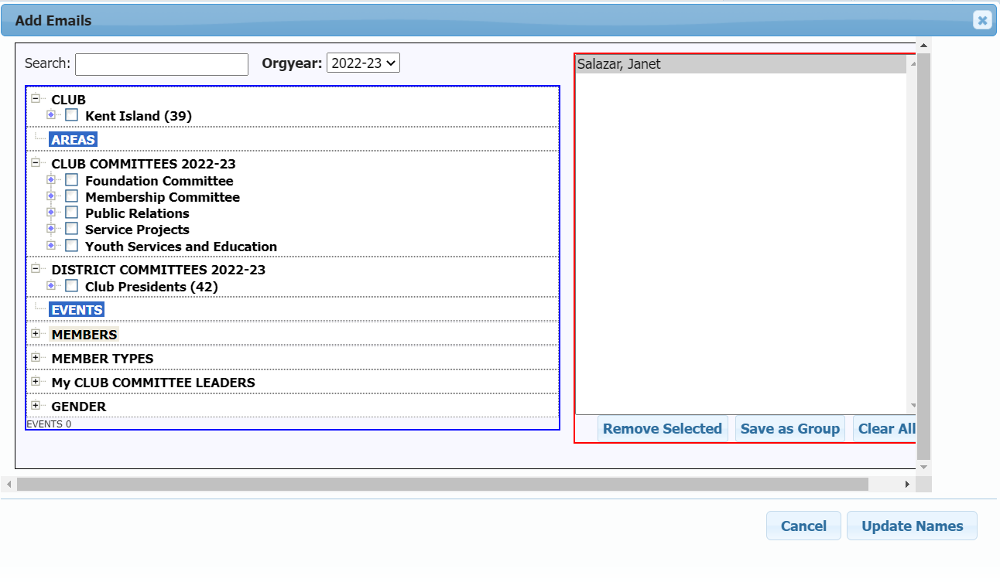 Add Emails
Search:
Orgyear: 2022-23
CLUB
Kent Island (39)
AREAS
CLUB COMMITTEES 2022-23
Foundation Committee
Membership Committee
Public Relations
Service Projects
Youth Services and Education
DISTRICT COMMITTEES 2022-23
Club Presidents (42)
EVENTS
MEMBERS
MEMBER TYPES
My CLUB COMMITTEE LEADERS
GENDER
EVENTS 0
Salazar, Janet
Remove Selected
Save as Group
Clear All
Cancel
Update Names